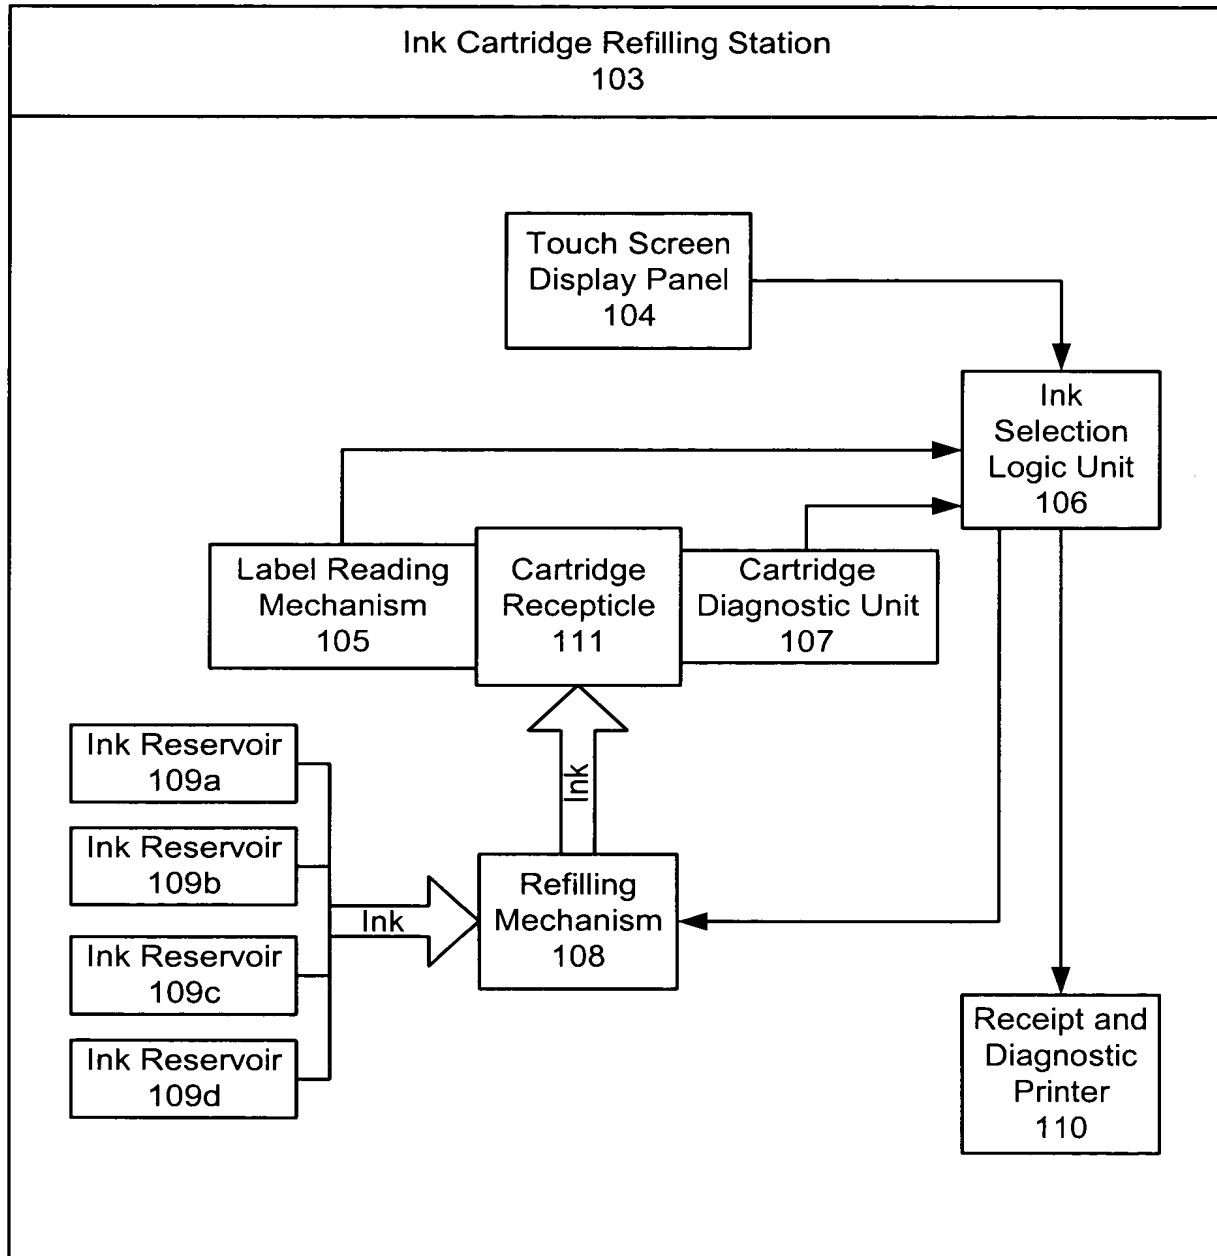 Ink Cartridge Refilling Station
103
Touch Screen
Display Panel
104
Ink
Selection
Logic Unit
106
Label Reading
Mechanism
105
Cartridge
Recepticle
111
Cartridge
Diagnostic Unit
107
Ink Reservoir
109a
Ink Reservoir
109b
Ink Reservoir
109c
Ink Reservoir
109d
Ink
Ink
Refilling
Mechanism
108
Receipt and
Diagnostic
Printer
110